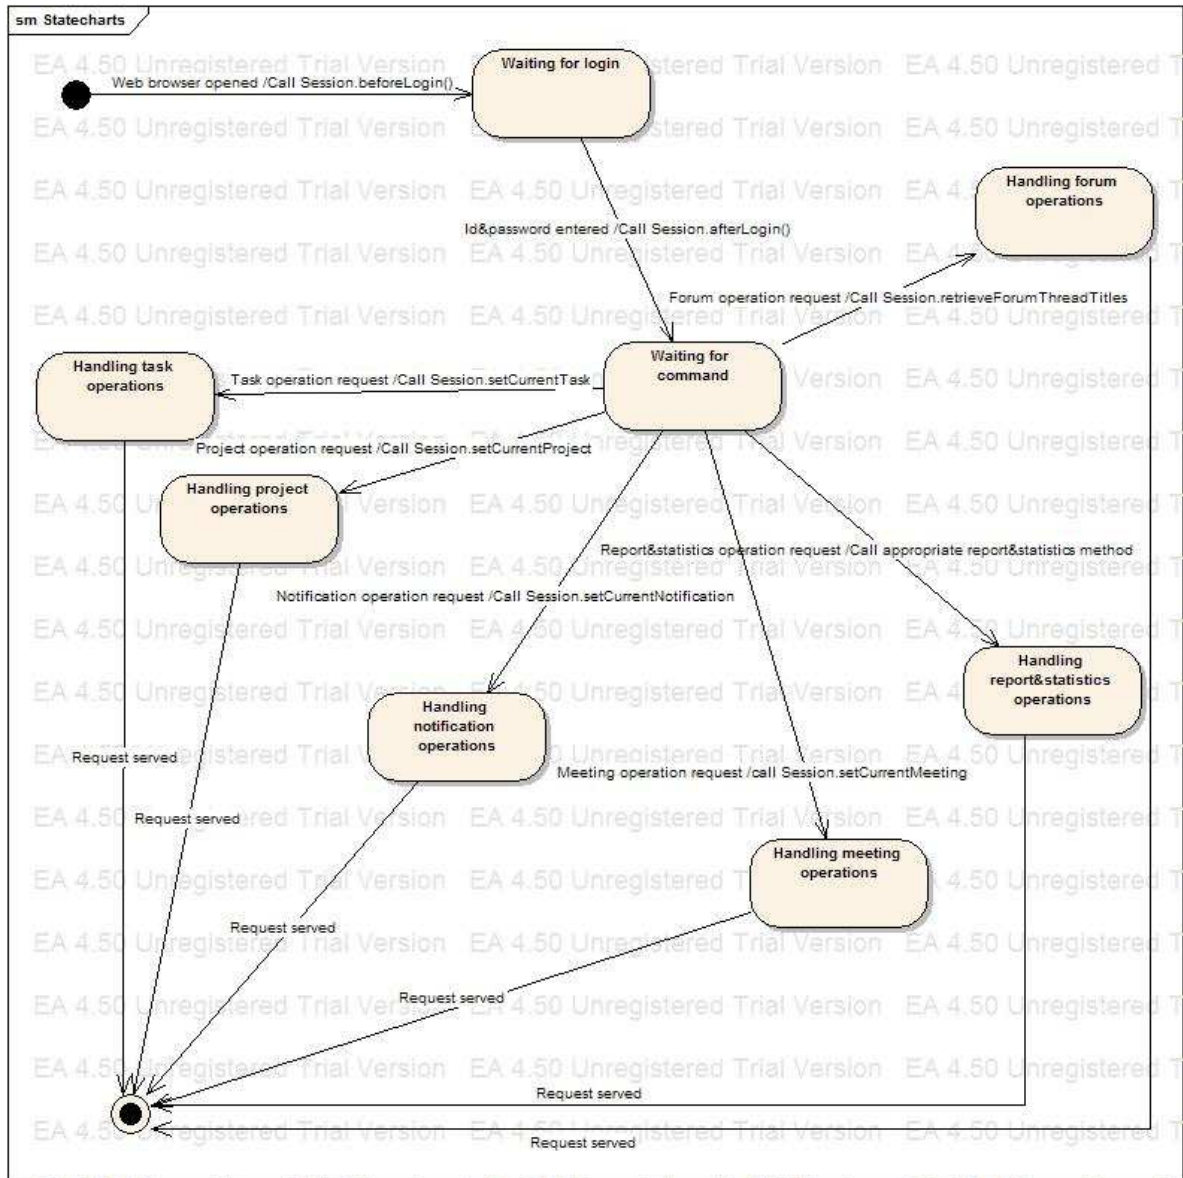 sm Statecharts
Web browser opened /Call Session.beforeLogin()
Waiting for login
Id&password entered /Call Session.afterLogin()
Handling forum
operations
Forum operation request /Call Session.retrieveForumThreadTitles
Waiting for
command
Handling task
operations
Task operation request /Call Session.setCurrentTask
Project operation request /Call Session.setCurrentProject
Handling project
operations
Report&statistics operation request /Call appropriate report&statistics method
Notification operation request /Call Session.setCurrentNotification
Handling
report&statistics
operations
Handling
notification
operations
Request served
Meeting operation request /call Session.setCurrentMeeting
Request served
Handling meeting
operations
Request served
Request served
Request served
Request served
EA 4.50 Unregistered Trial Version